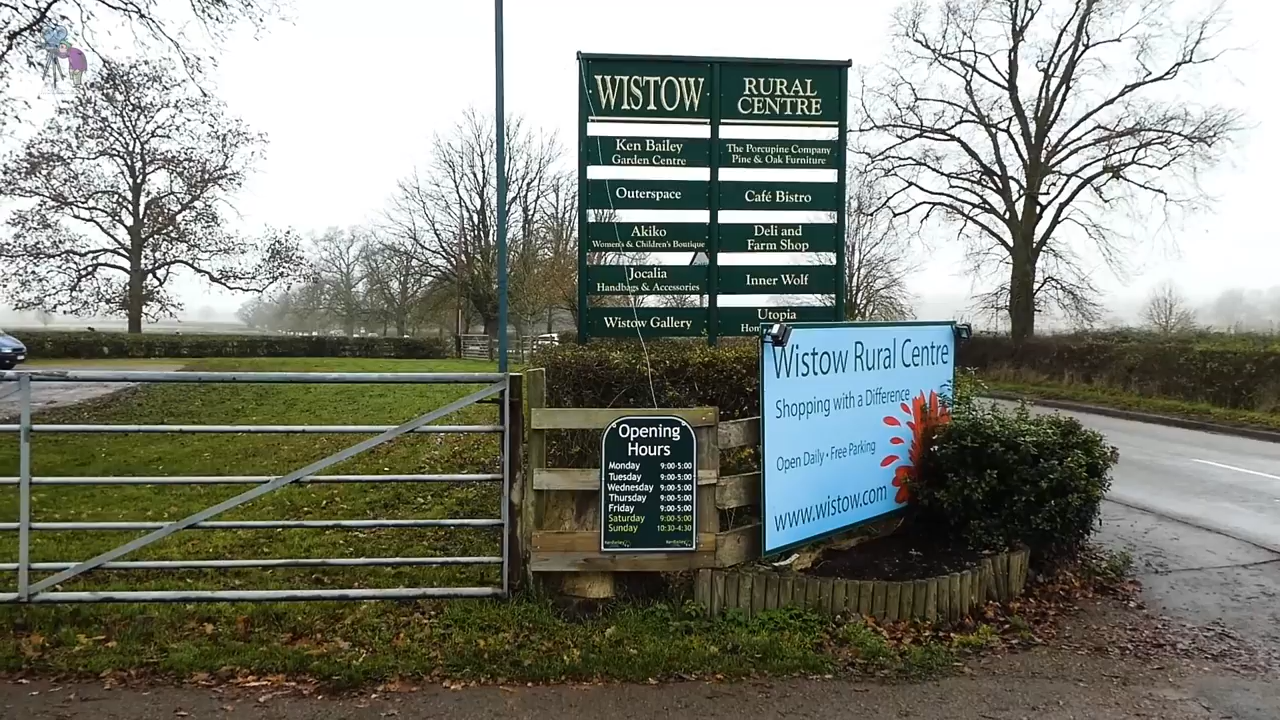 WISTOW
RURAL
CENTRE
Ken Bailey
Garden Centre
The Porcupine Company
Pine & Oak Furniture
Outerspace
Café Bistro
Akiko
Women's & Children's Boutique
Deli and
Farm Shop
Jocalia
Handbags & Accessories
Inner Wolf
Wistow Gallery
Utopia
Wistow Rural Centre
Shopping with a Difference
Open Daily • Free Parking
www.wistow.com
Opening
Hours
Monday 9:00-5:00
Tuesday 9:00-5:00
Wednesday 9:00-5:00
Thursday 9:00-5:00
Friday 9:00-5:00
Saturday 9:00-5:00
Sunday 10:30-4:30